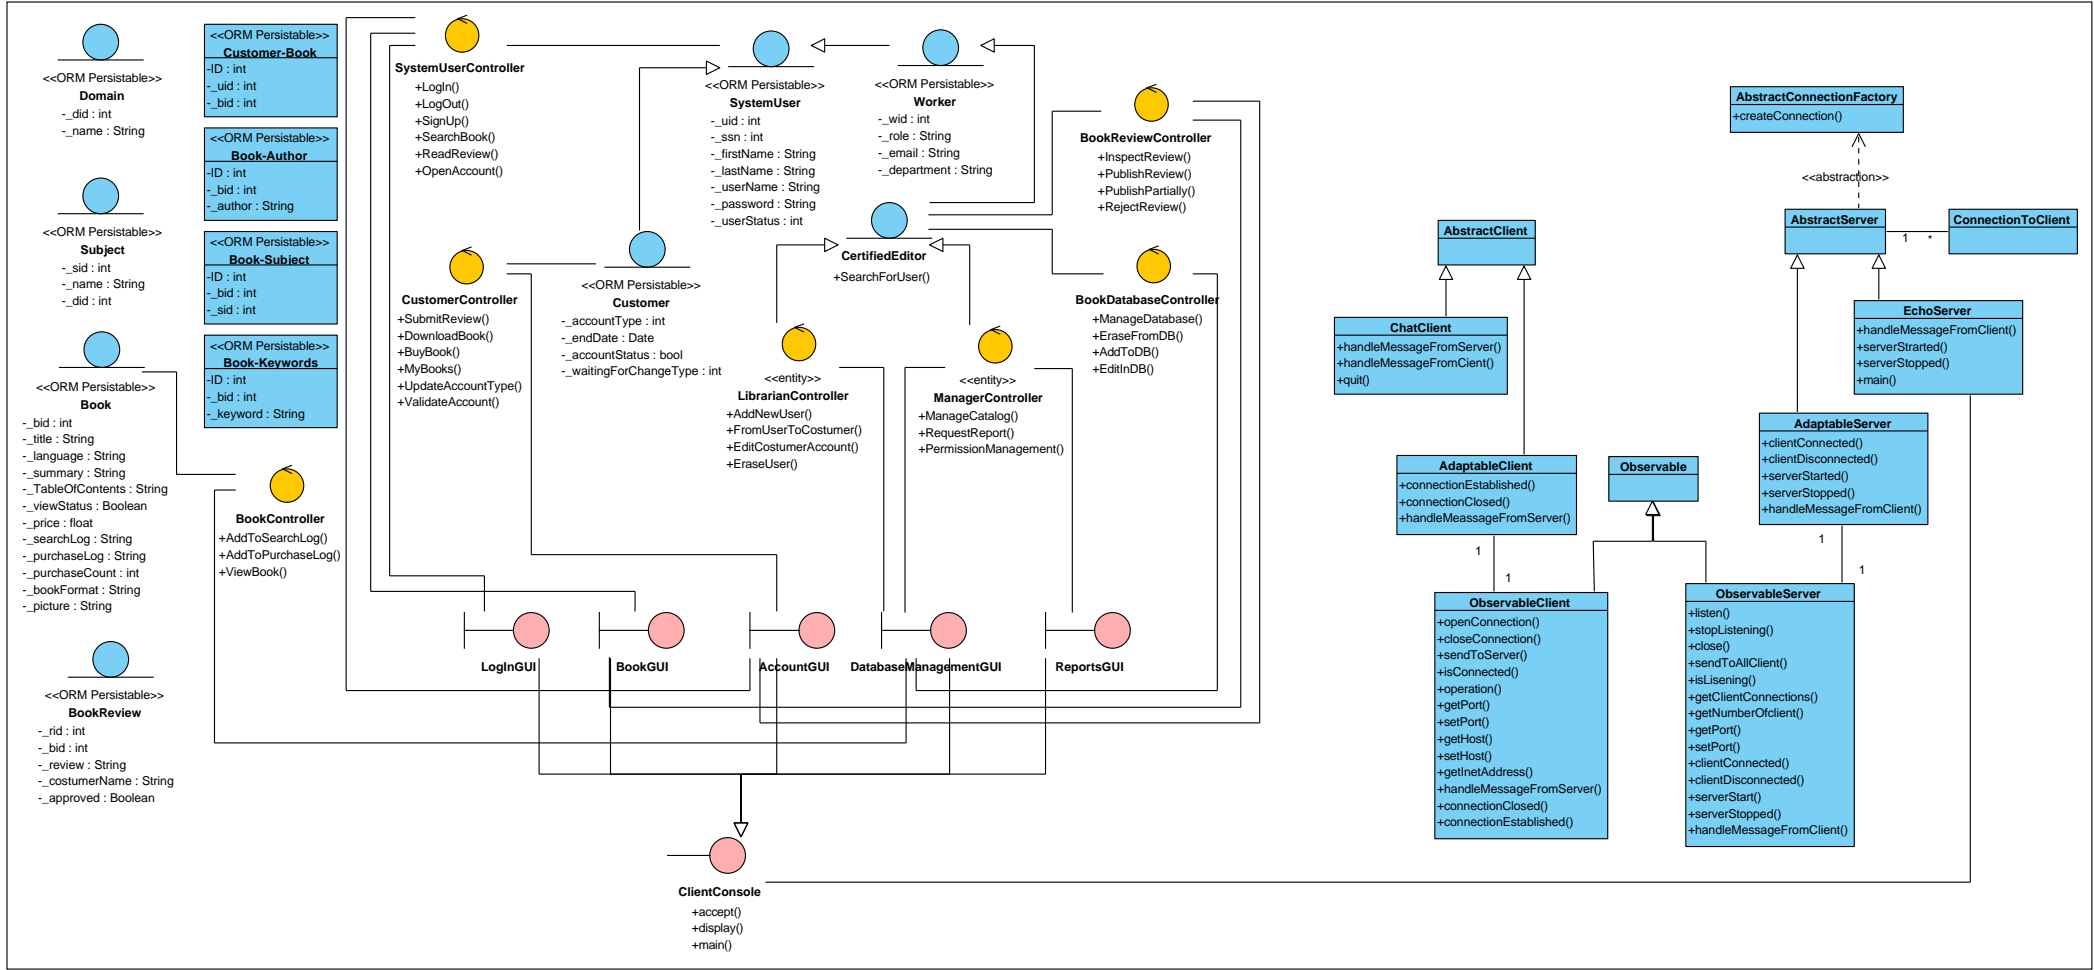 <<ORM Persistable>>
Domain
-_did : int
-_name : String
<<ORM Persistable>>
Subject
-_sid : int
-_name : String
-_did : int
<<ORM Persistable>>
Book
-_bid : int
-_title : String
-_language : String
-_summary : String
-_TableOfContents : String
-_viewStatus : Boolean
-_price : float
-_searchLog : String
-_purchaseLog : String
-_purchaseCount : int
-_bookFormat : String
-_picture : String
<<ORM Persistable>>
BookReview
-_rid : int
-_bid : int
-_review : String
-_costumerName : String
-_approved : Boolean
<<ORM Persistable>>
Customer-Book
-ID : int
-_uid : int
-_bid : int
<<ORM Persistable>>
Book-Author
-ID : int
-_bid : int
-_author : String
<<ORM Persistable>>
Book-Subject
-ID : int
-_bid : int
-_sid : int
<<ORM Persistable>>
Book-Keywords
-ID : int
-_bid : int
-_keyword : String
BookController
+AddToSearchLog()
+AddToPurchaseLog()
+ViewBook()
SystemUserController
+LogIn()
+LogOut()
+SignUp()
+SearchBook()
+ReadReview()
+OpenAccount()
CustomerController
+SubmitReview()
+DownloadBook()
+BuyBook()
+MyBooks()
+UpdateAccountType()
+ValidateAccount()
<<ORM Persistable>>
Customer
-_accountType : int
-_endDate : Date
-_accountStatus : bool
-_waitingForChangeType : int
<<ORM Persistable>>
SystemUser
-_uid : int
-_ssn : int
-_firstName : String
-_lastName : String
-_userName : String
-_password : String
-_userStatus : int
<<ORM Persistable>>
Worker
-_wid : int
-_role : String
-_email : String
-_department : String
CertifiedEditor
+SearchForUser()
<<entity>>
LibrarianController
+AddNewUser()
+FromUserToCostumer()
+EditCostumerAccount()
+EraseUser()
<<entity>>
ManagerController
+ManageCatalog()
+RequestReport()
+PermissionManagement()
BookReviewController
+InspectReview()
+PublishReview()
+PublishPartially()
+RejectReview()
BookDatabaseController
+ManageDatabase()
+EraseFromDB()
+AddToDB()
+EditInDB()
LogInGUI
BookGUI
AccountGUI
DatabaseManagementGUI
ReportsGUI
ClientConsole
+accept()
+display()
+main()
AbstractConnectionFactory
+createConnection()
<<abstraction>>
AbstractServer
1
*
ConnectionToClient
AbstractClient
ChatClient
+handleMessageFromServer()
+handleMessageFromCient()
+quit()
EchoServer
+handleMessageFromClient()
+serverStrarted()
+serverStopped()
+main()
AdaptableServer
+clientConnected()
+clientDisconnected()
+serverStarted()
+serverStopped()
+handleMessageFromClient()
AdaptableClient
+connectionEstablished()
+connectionClosed()
+handleMeassageFromServer()
Observable
1
1
1
1
ObservableClient
+openConnection()
+closeConnection()
+sendToServer()
+isConnected()
+operation()
+getPort()
+setPort()
+getHost()
+setHost()
+getInetAddress()
+handleMessageFromServer()
+connectionClosed()
+connectionEstablished()
ObservableServer
+listen()
+stopListening()
+close()
+sendToAllClient()
+isLisening()
+getClientConnections()
+getNumberOfclient()
+getPort()
+setPort()
+clientConnected()
+clientDisconnected()
+serverStart()
+serverStopped()
+handleMessageFromClient()